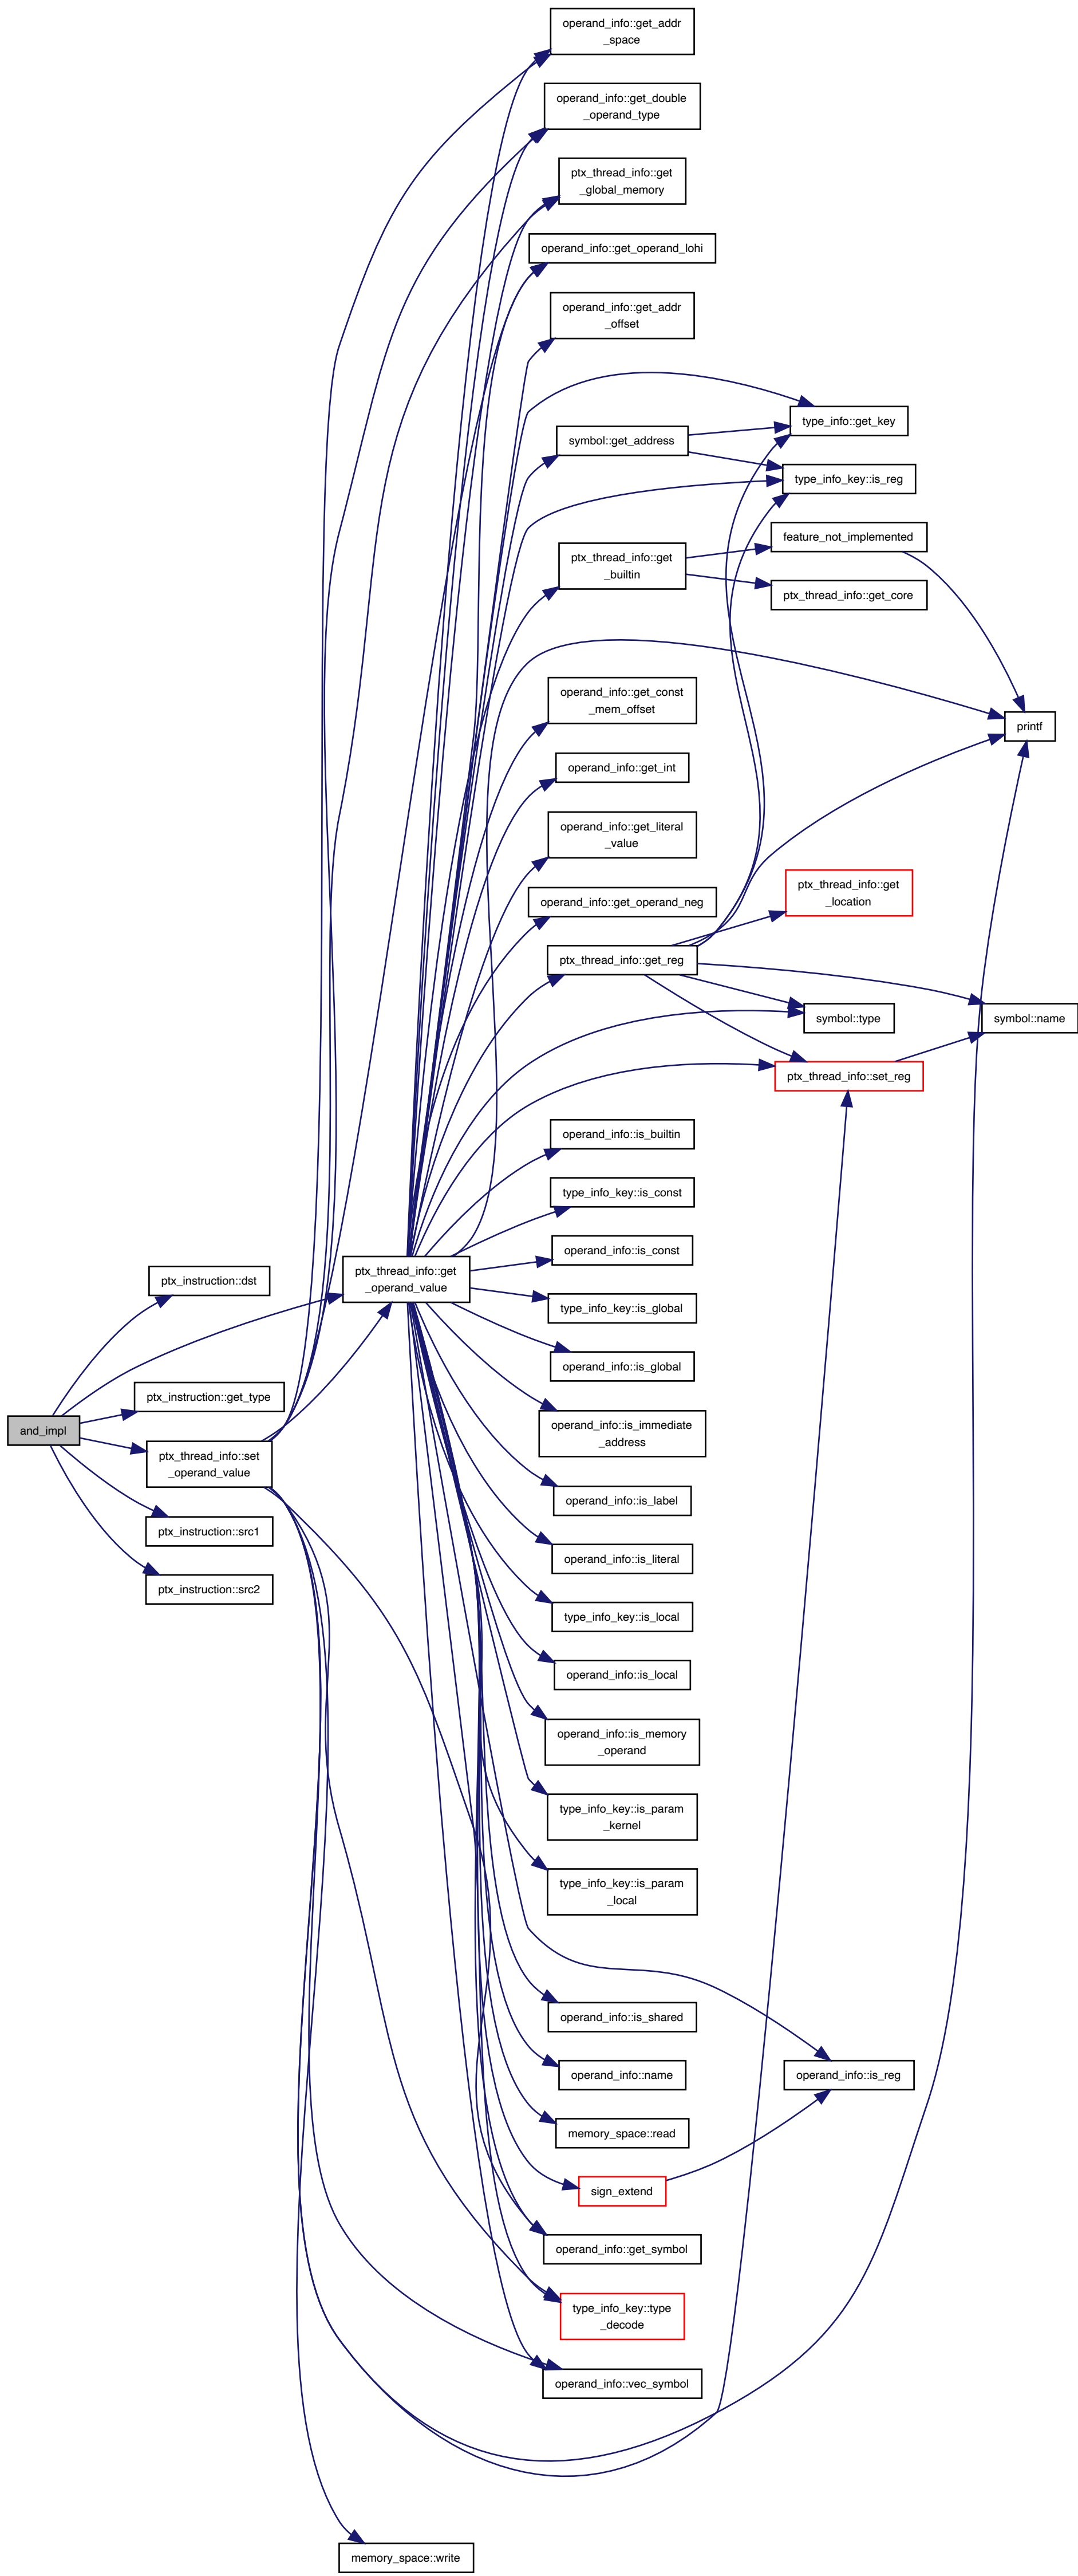 operand_info::get_addr
_space
operand_info::get_double
_operand_type
ptx_thread_info::get
_global_memory
operand_info::get_operand_lohi
operand_info::get_addr
_offset
type_info::get_key
symbol::get_address
type_info_key::is_reg
feature_not_implemented
ptx_thread_info::get
_builtin
ptx_thread_info::get_core
operand_info::get_const
_mem_offset
printf
operand_info::get_int
operand_info::get_literal
_value
ptx_thread_info::get
_location
operand_info::get_operand_neg
ptx_thread_info::get_reg
symbol::type
symbol::name
ptx_thread_info::set_reg
operand_info::is_builtin
type_info_key::is_const
operand_info::is_const
ptx_thread_info::get
_operand_value
ptx_instruction::dst
type_info_key::is_global
operand_info::is_global
ptx_instruction::get_type
and_impl
operand_info::is_immediate
_address
ptx_thread_info::set
_operand_value
operand_info::is_label
ptx_instruction::src1
operand_info::is_literal
ptx_instruction::src2
type_info_key::is_local
operand_info::is_local
operand_info::is_memory
_operand
type_info_key::is_param
_kernel
type_info_key::is_param
_local
operand_info::is_shared
operand_info::name
operand_info::is_reg
memory_space::read
sign_extend
operand_info::get_symbol
type_info_key::type
_decode
operand_info::vec_symbol
memory_space::write